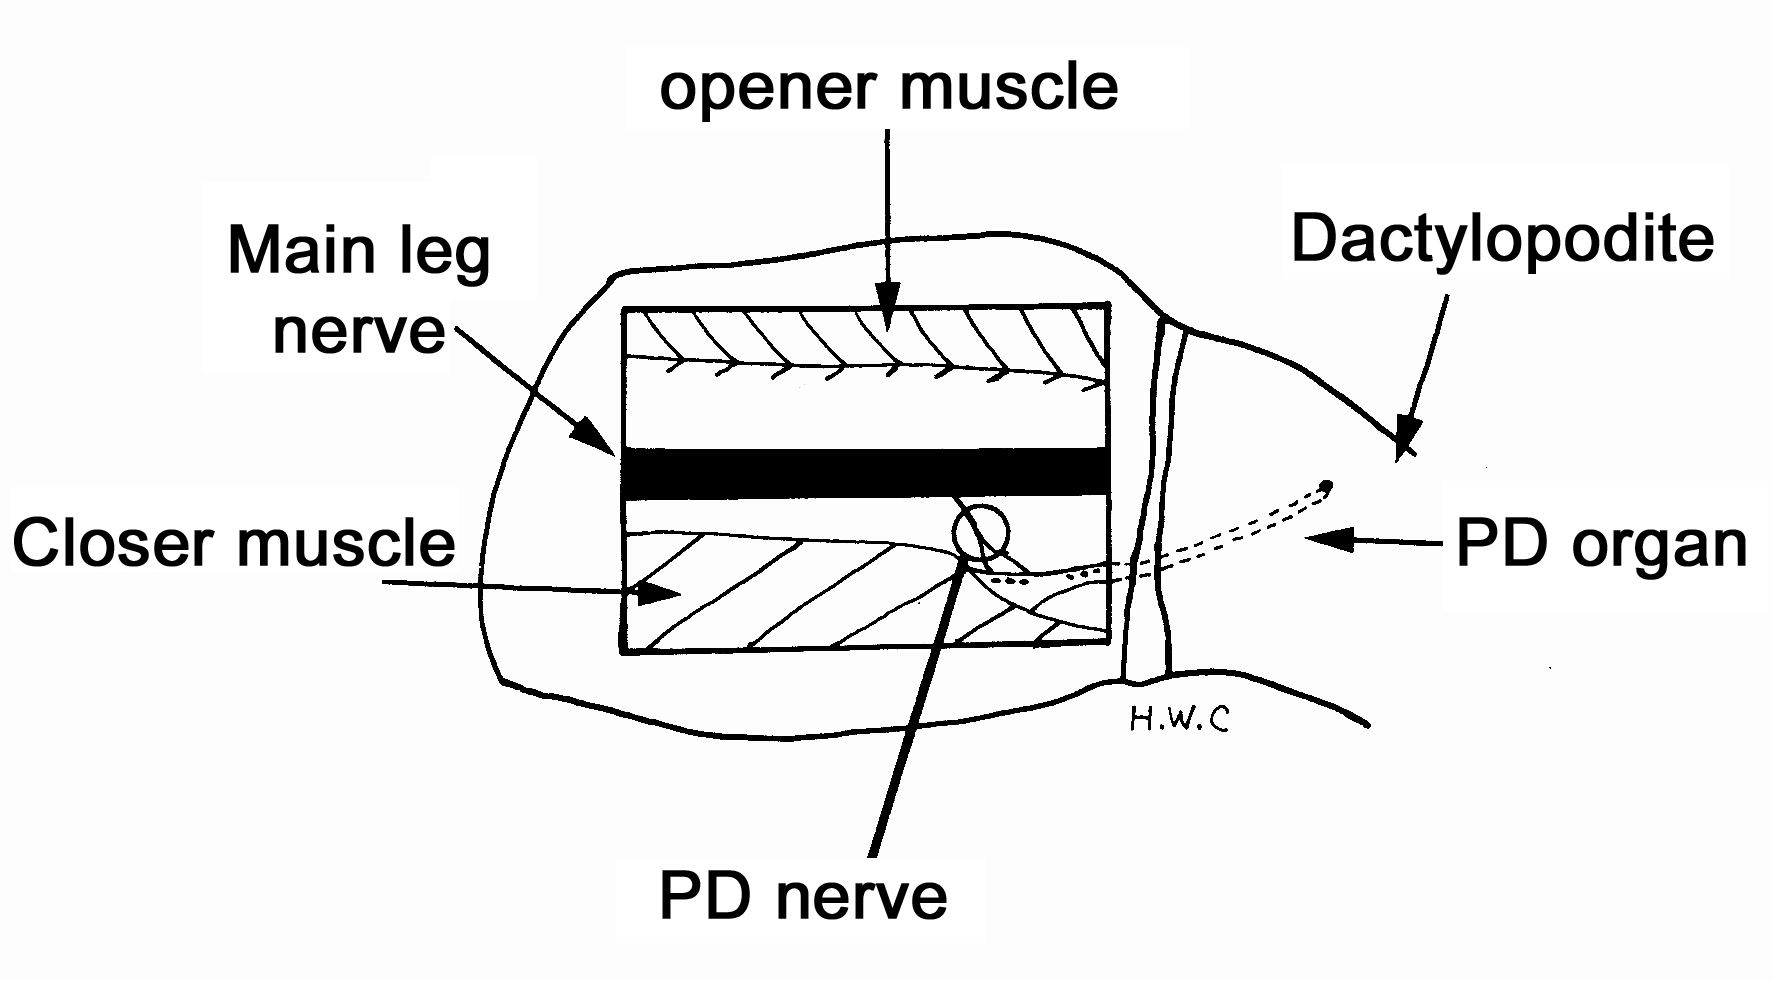 opener muscle
Main leg
nerve
Dactylopodite
Closer muscle
PD organ
H.W.C
PD nerve